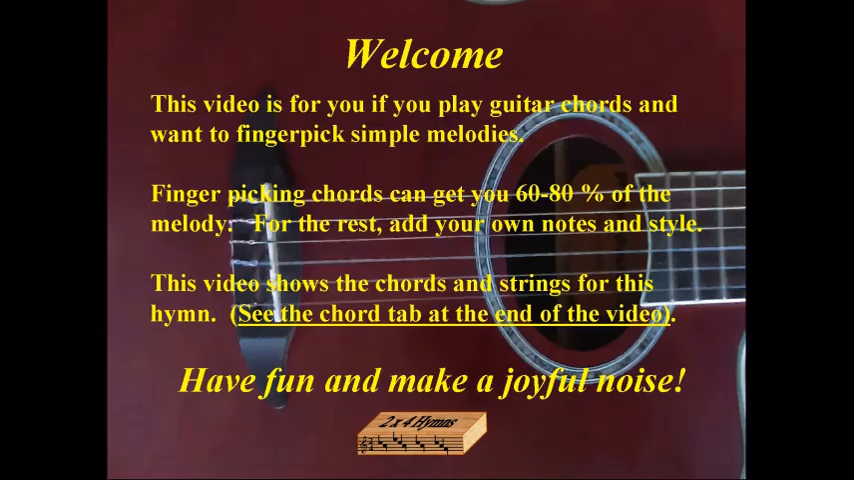 Welcome
This video is for you if you play guitar chords and
want to fingerpick simple melodies.
Finger picking chords can get you 60-80 % of the
melody.   For the rest, add your own notes and style.
This video shows the chords and strings for this
hymn.  (See the chord tab at the end of the video).
Have fun and make a joyful noise!
2 x 4 Hymns